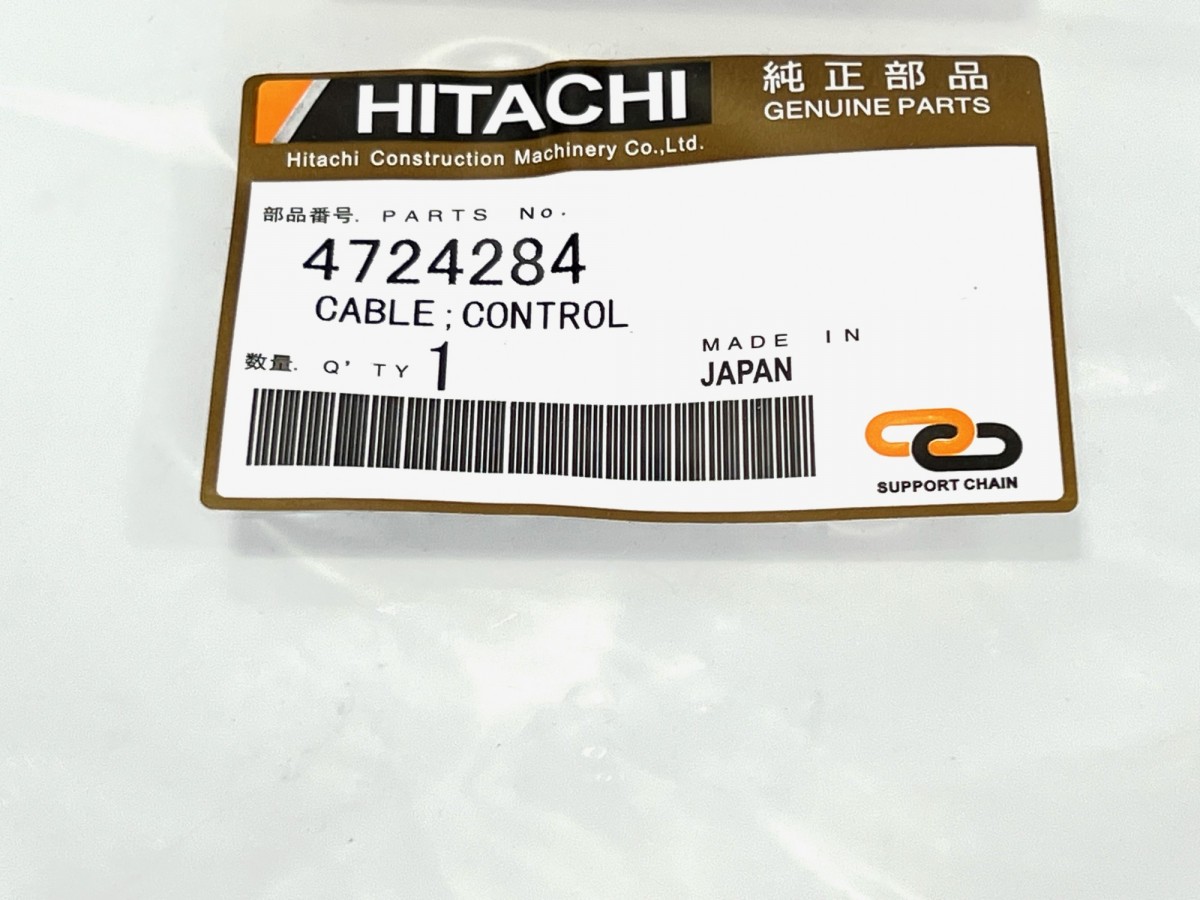 HITACHI
Hitachi Construction Machinery Co.,Ltd.
純正部品
GENUINE PARTS
部品番号. PARTS No.
4724284
CABLE;CONTROL
数量. Q'TY 1
MADE IN
JAPAN
SUPPORT CHAIN